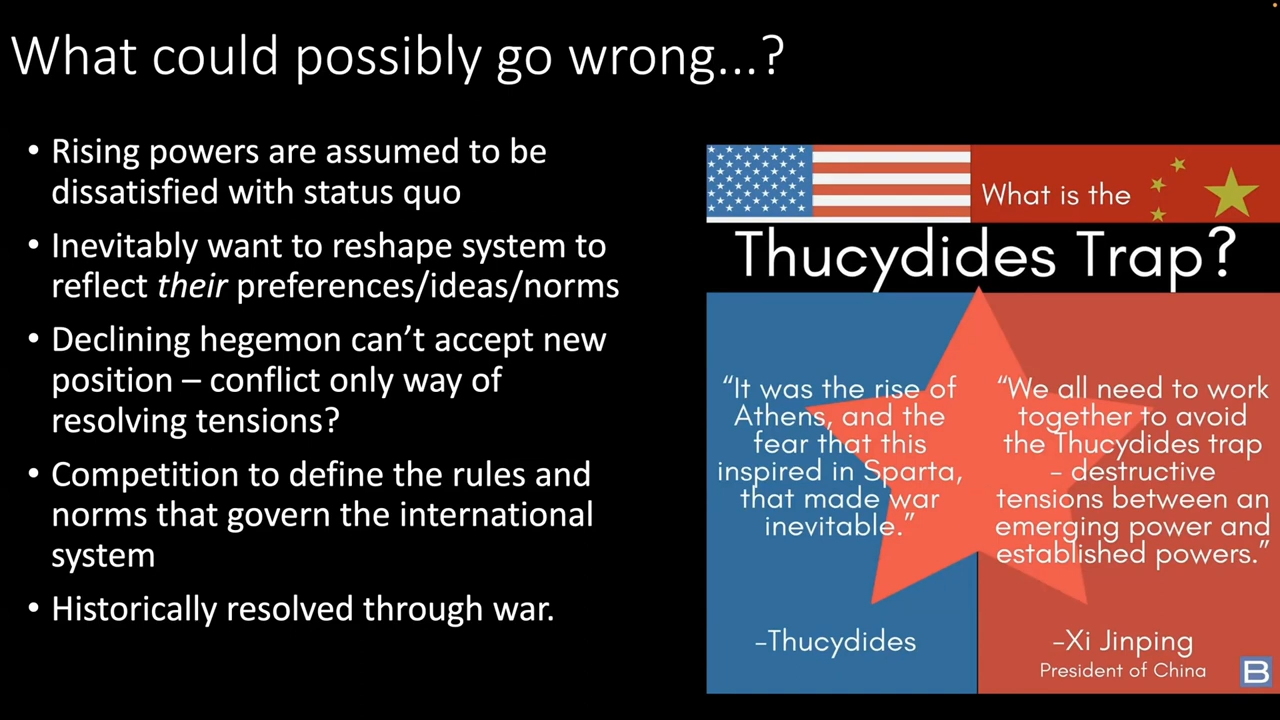 What could possibly go wrong...?
• Rising powers are assumed to be
dissatisfied with status quo
• Inevitably want to reshape system to
reflect their preferences/ideas/norms
• Declining hegemon can’t accept new
position – conflict only way of
resolving tensions?
• Competition to define the rules and
norms that govern the international
system
• Historically resolved through war.
What is the
Thucydides Trap?
“It was the rise of
Athens, and the
fear that this
inspired in Sparta,
that made war
inevitable.”
–Thucydides
“We all need to work
together to avoid
the Thucydides trap
– destructive
tensions between an
emerging power and
established powers.”
–Xi Jinping
President of China
B